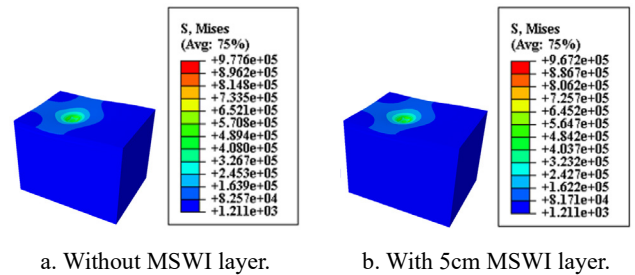 S, Mises
(Avg: 75%)
+9.776e+05
+8.962e+05
+8.148e+05
+7.335e+05
+6.521e+05
+5.708e+05
+4.894e+05
+4.080e+05
+3.267e+05
+2.453e+05
+1.639e+05
+8.257e+04
+1.211e+03
a. Without MSWI layer.
S, Mises
(Avg: 75%)
+9.672e+05
+8.867e+05
+8.062e+05
+7.257e+05
+6.452e+05
+5.647e+05
+4.842e+05
+4.037e+05
+3.232e+05
+2.427e+05
+1.622e+05
+8.171e+04
+1.211e+03
b. With 5cm MSWI layer.